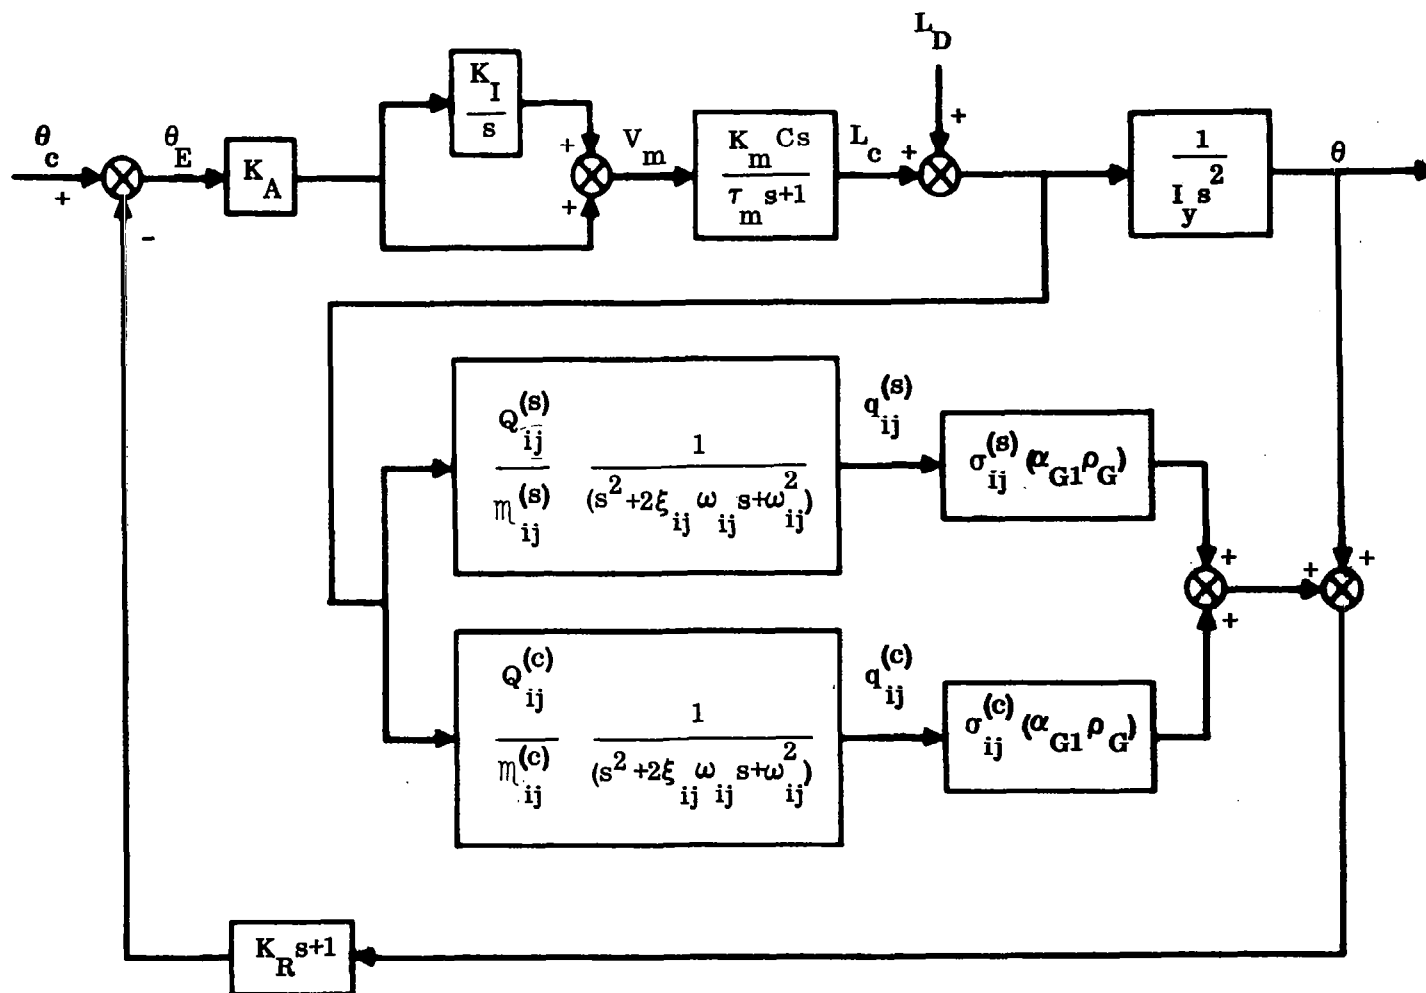 L_D
K_I
s
θ_c
+
θ_E
K_A
+
+
V_m
K_m Cs
τ_m s+1
L_c
+
+
1
I_y s^2
θ
-
Q_ij^(s)
m_ij^(s)
1
(s^2+2ξ_ij ω_ij s+ω_ij^2)
q_ij^(s)
σ_ij^(s) (α_G1 ρ_G)
+
+
+
+
Q_ij^(c)
m_ij^(c)
1
(s^2+2ξ_ij ω_ij s+ω_ij^2)
q_ij^(c)
σ_ij^(c) (α_G1 ρ_G)
K_R s+1